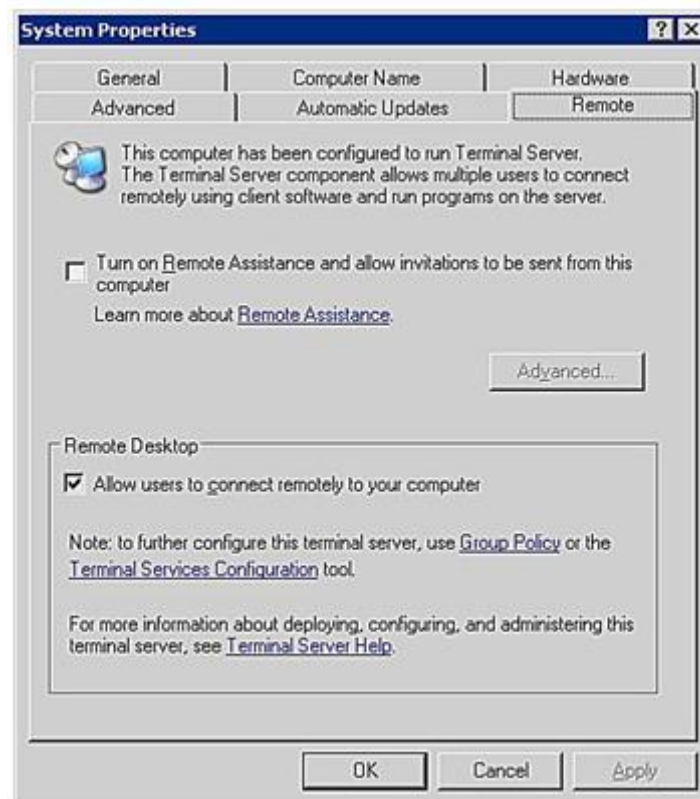 System Properties
General
Computer Name
Hardware
Advanced
Automatic Updates
Remote
This computer has been configured to run Terminal Server.
The Terminal Server component allows multiple users to connect
remotely using client software and run programs on the server.
Turn on Remote Assistance and allow invitations to be sent from this
computer
Learn more about Remote Assistance.
Advanced...
Remote Desktop
Allow users to connect remotely to your computer
Note: to further configure this terminal server, use Group Policy or the
Terminal Services Configuration tool.
For more information about deploying, configuring, and administering this
terminal server, see Terminal Server Help.
OK
Cancel
Apply